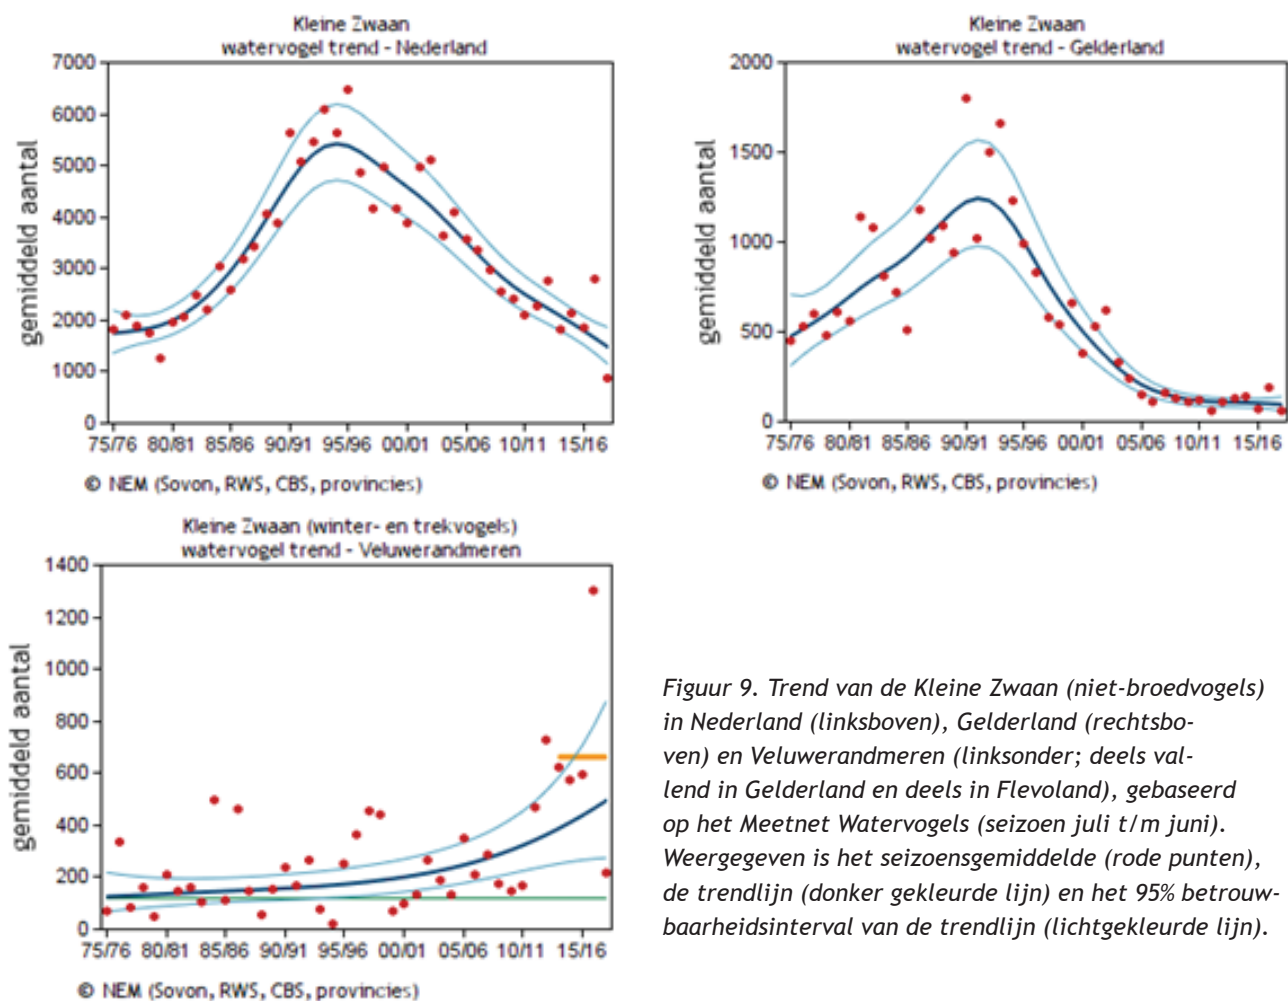 Kleine Zwaan
watervogel trend - Nederland
7000
6000
5000
4000
3000
2000
1000
0
gemiddeld aantal
75/76 80/81 85/86 90/91 95/96 00/01 05/06 10/11 15/16
© NEM (Sovon, RWS, CBS, provincies)
Kleine Zwaan
watervogel trend - Gelderland
2000
1500
1000
500
0
gemiddeld aantal
75/76 80/81 85/86 90/91 95/96 00/01 05/06 10/11 15/16
© NEM (Sovon, RWS, CBS, provincies)
Kleine Zwaan (winter- en trekvogels)
watervogel trend - Veluwerandmeren
1400
1200
1000
800
600
400
200
0
gemiddeld aantal
75/76 80/81 85/86 90/91 95/96 00/01 05/06 10/11 15/16
© NEM (Sovon, RWS, CBS, provincies)
Figuur 9. Trend van de Kleine Zwaan (niet-broedvogels)
in Nederland (linksboven), Gelderland (rechtsbo-
ven) en Veluwerandmeren (linksonder; deels val-
lend in Gelderland en deels in Flevoland), gebaseerd
op het Meetnet Watervogels (seizoen juli t/m juni).
Weergegeven is het seizoensgemiddelde (rode punten),
de trendlijn (donker gekleurde lijn) en het 95% betrouw-
baarheidsinterval van de trendlijn (lichtgekleurde lijn).